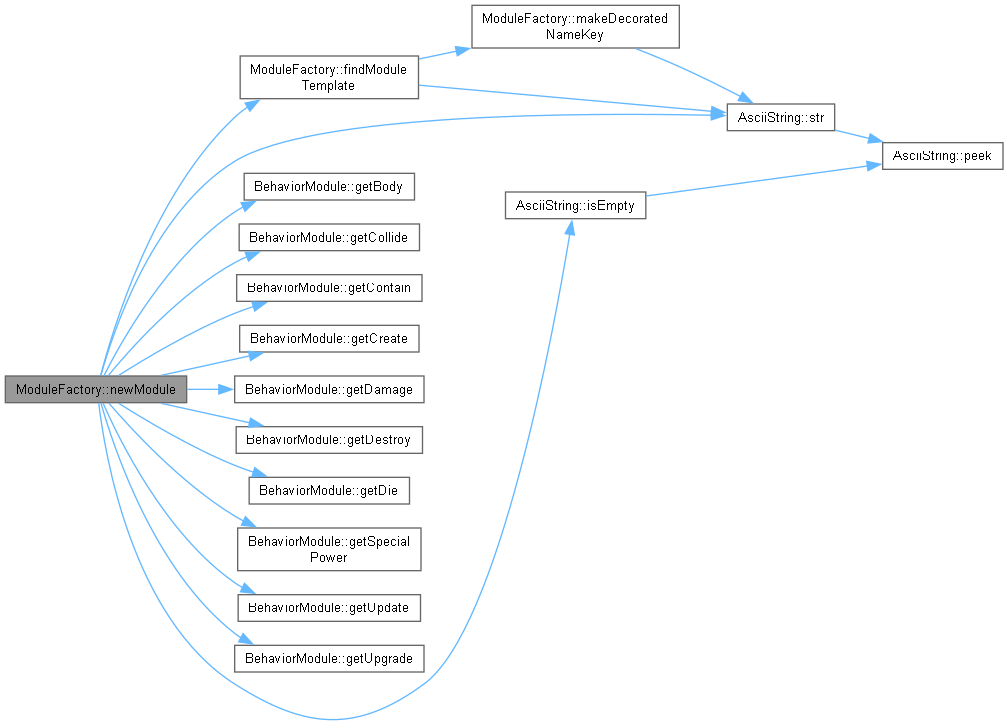 ModuleFactory::makeDecorated
NameKey
ModuleFactory::findModule
Template
AsciiString::str
AsciiString::peek
BehaviorModule::getBody
AsciiString::isEmpty
BehaviorModule::getCollide
BehaviorModule::getContain
BehaviorModule::getCreate
ModuleFactory::newModule
BehaviorModule::getDamage
BehaviorModule::getDestroy
BehaviorModule::getDie
BehaviorModule::getSpecial
Power
BehaviorModule::getUpdate
BehaviorModule::getUpgrade